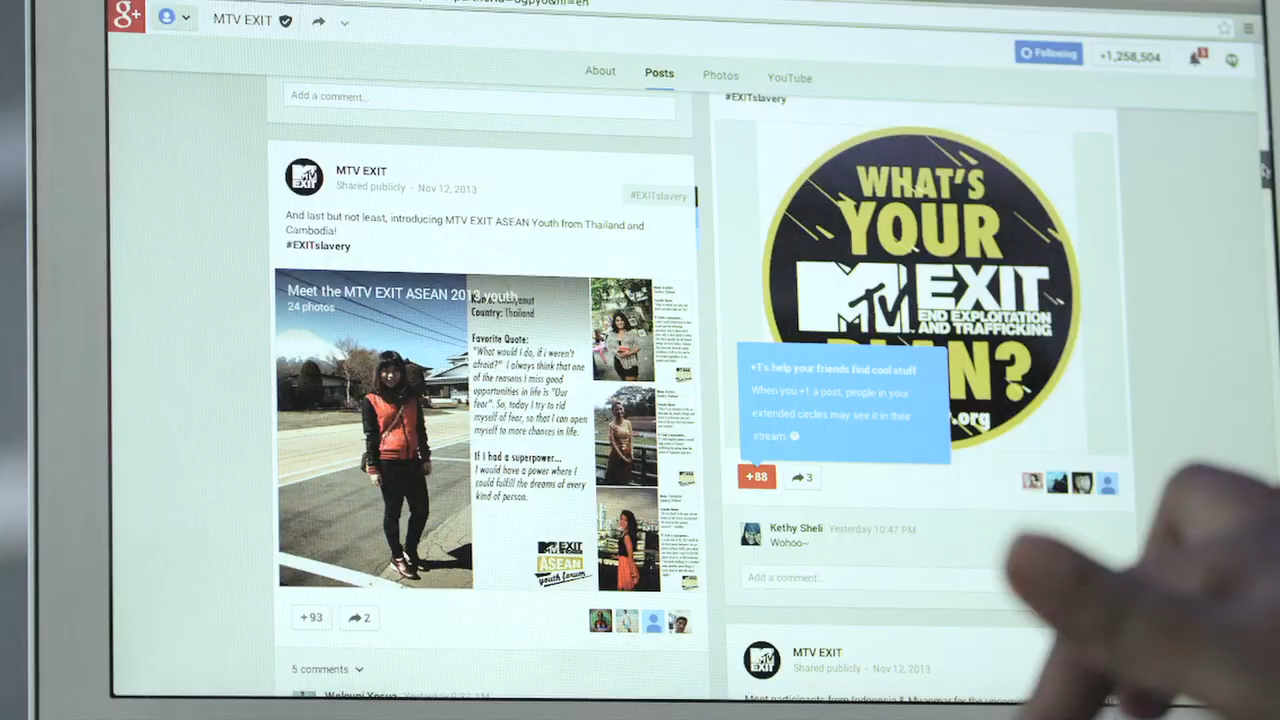 g+
MTV EXIT
Following
+1,258,504
About
Posts
Photos
YouTube
Add a comment...
MTV EXIT
Shared publicly - Nov 12, 2013
#EXITslavery
And last but not least, introducing MTV EXIT ASEAN Youth from Thailand and
Cambodia!
#EXITslavery
Meet the MTV EXIT ASEAN 2013 youth
24 photos
Country: Thailand
Favorite Quote:
"What would I do, if i weren't
afraid?" I always think that one
of the reasons I miss good
opportunities in life is "Our
fear". So, today I try to rid
myself of fear, so that I can open
myself to more chances in life.
If I had a superpower...
I would have a power where I
could fulfill the dreams of every
kind of person.
EXIT
ASEAN
youth forum
+93
2
5 comments
#EXITslavery
WHAT'S
YOUR
MTV EXIT
END EXPLOITATION
AND TRAFFICKING
+1's help your friends find cool stuff
When you +1 a post, people in your
extended circles may see it in their
stream.
+88
3
Kethy Sheli Yesterday 10:47 PM
Wohoo~
Add a comment...
MTV EXIT
Shared publicly - Nov 12, 2013
Meet participants from Indonesia & Myanmar for the